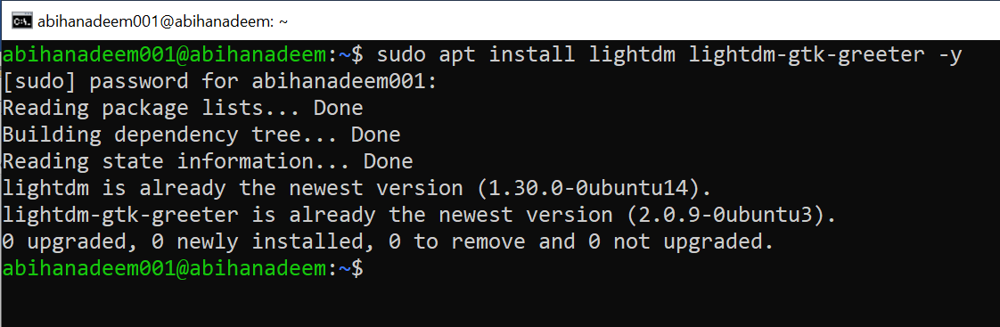 abihanadeem001@abihanadeem: ~
abihanadeem001@abihanadeem:~$ sudo apt install lightdm lightdm-gtk-greeter -y
[sudo] password for abihanadeem001:
Reading package lists... Done
Building dependency tree... Done
Reading state information... Done
lightdm is already the newest version (1.30.0-0ubuntu14).
lightdm-gtk-greeter is already the newest version (2.0.9-0ubuntu3).
0 upgraded, 0 newly installed, 0 to remove and 0 not upgraded.
abihanadeem001@abihanadeem:~$